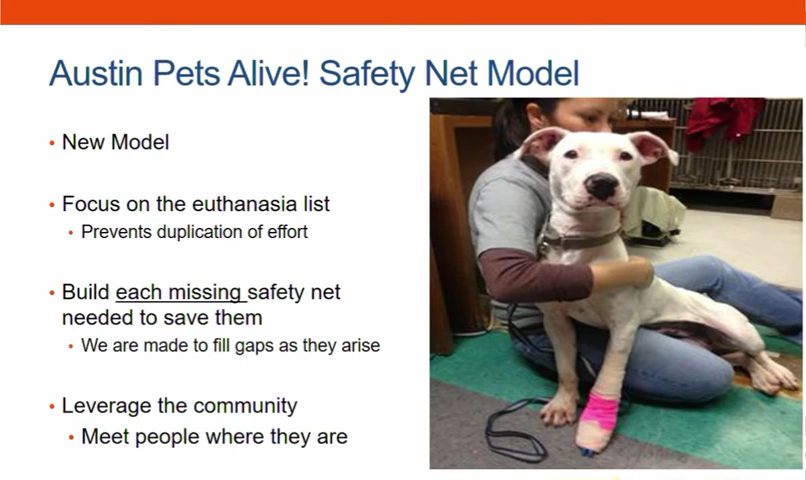 Austin Pets Alive! Safety Net Model
• New Model
• Focus on the euthanasia list
• Prevents duplication of effort
• Build each missing safety net
needed to save them
• We are made to fill gaps as they arise
• Leverage the community
• Meet people where they are